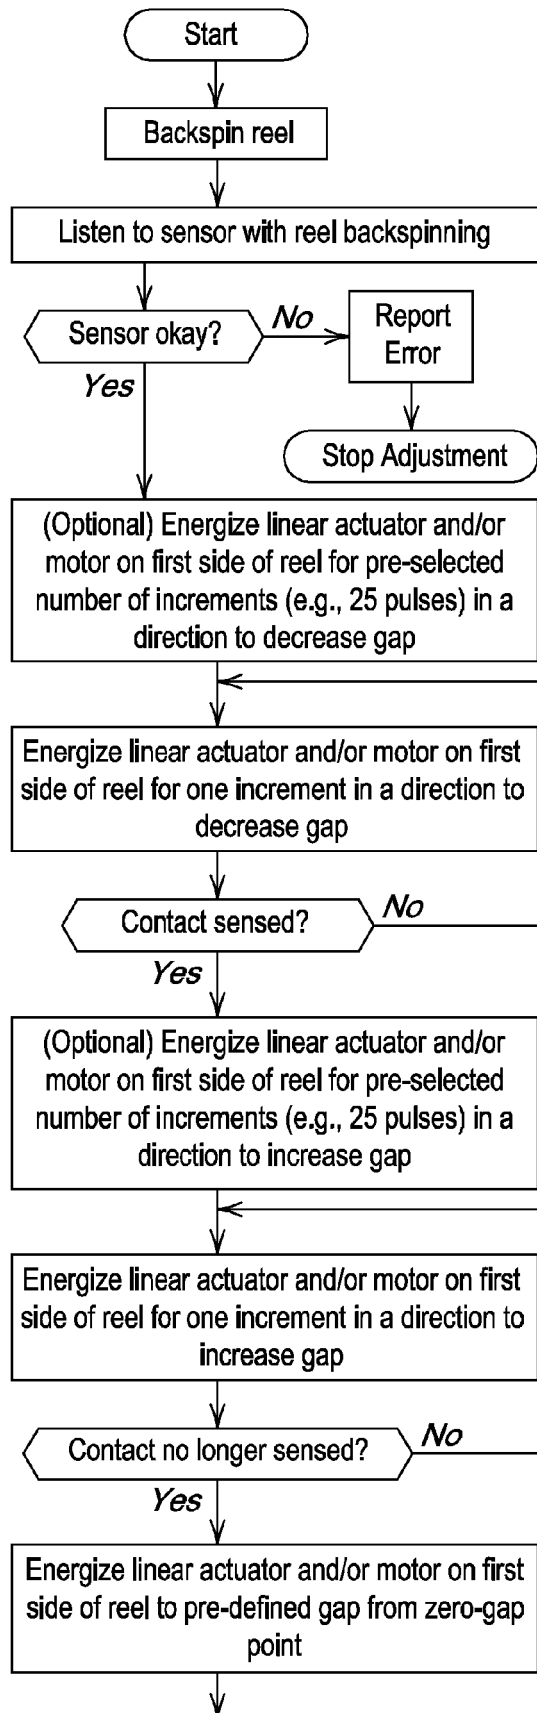 Start
Backspin reel
Listen to sensor with reel backspinning
Sensor okay?
No
Report
Error
Yes
Stop Adjustment
(Optional) Energize linear actuator and/or
motor on first side of reel for pre-selected
number of increments (e.g., 25 pulses) in a
direction to decrease gap
Energize linear actuator and/or motor on first
side of reel for one increment in a direction to
decrease gap
Contact sensed?
No
Yes
(Optional) Energize linear actuator and/or
motor on first side of reel for pre-selected
number of increments (e.g., 25 pulses) in a
direction to increase gap
Energize linear actuator and/or motor on first
side of reel for one increment in a direction to
increase gap
Contact no longer sensed?
No
Yes
Energize linear actuator and/or motor on first
side of reel to pre-defined gap from zero-gap
point